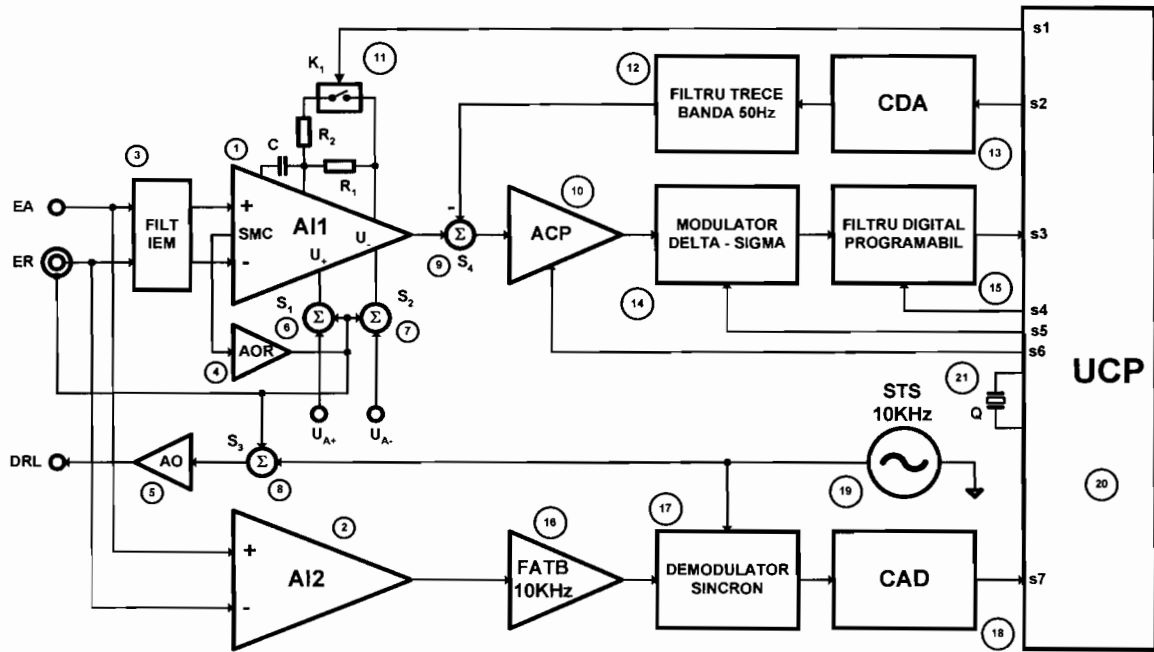 s1
K1
11
12
FILTRU TRECE
BANDA 50Hz
CDA
s2
13
R2
C
1
R1
3
10
EA
+
FILT
IEM
SMC
AI1
U-
U+
-
-
Σ
9
S4
ACP
MODULATOR
DELTA - SIGMA
FILTRU DIGITAL
PROGRAMABIL
s3
ER
14
15
s4
s5
s6
S1
S2
Σ
Σ
6
7
AOR
4
UCP
21
Q
STS
10KHz
UA+
UA-
S3
DRL
AO
5
Σ
8
19
20
2
16
17
+
-
AI2
FATB
10KHz
DEMODULATOR
SINCRON
CAD
s7
18